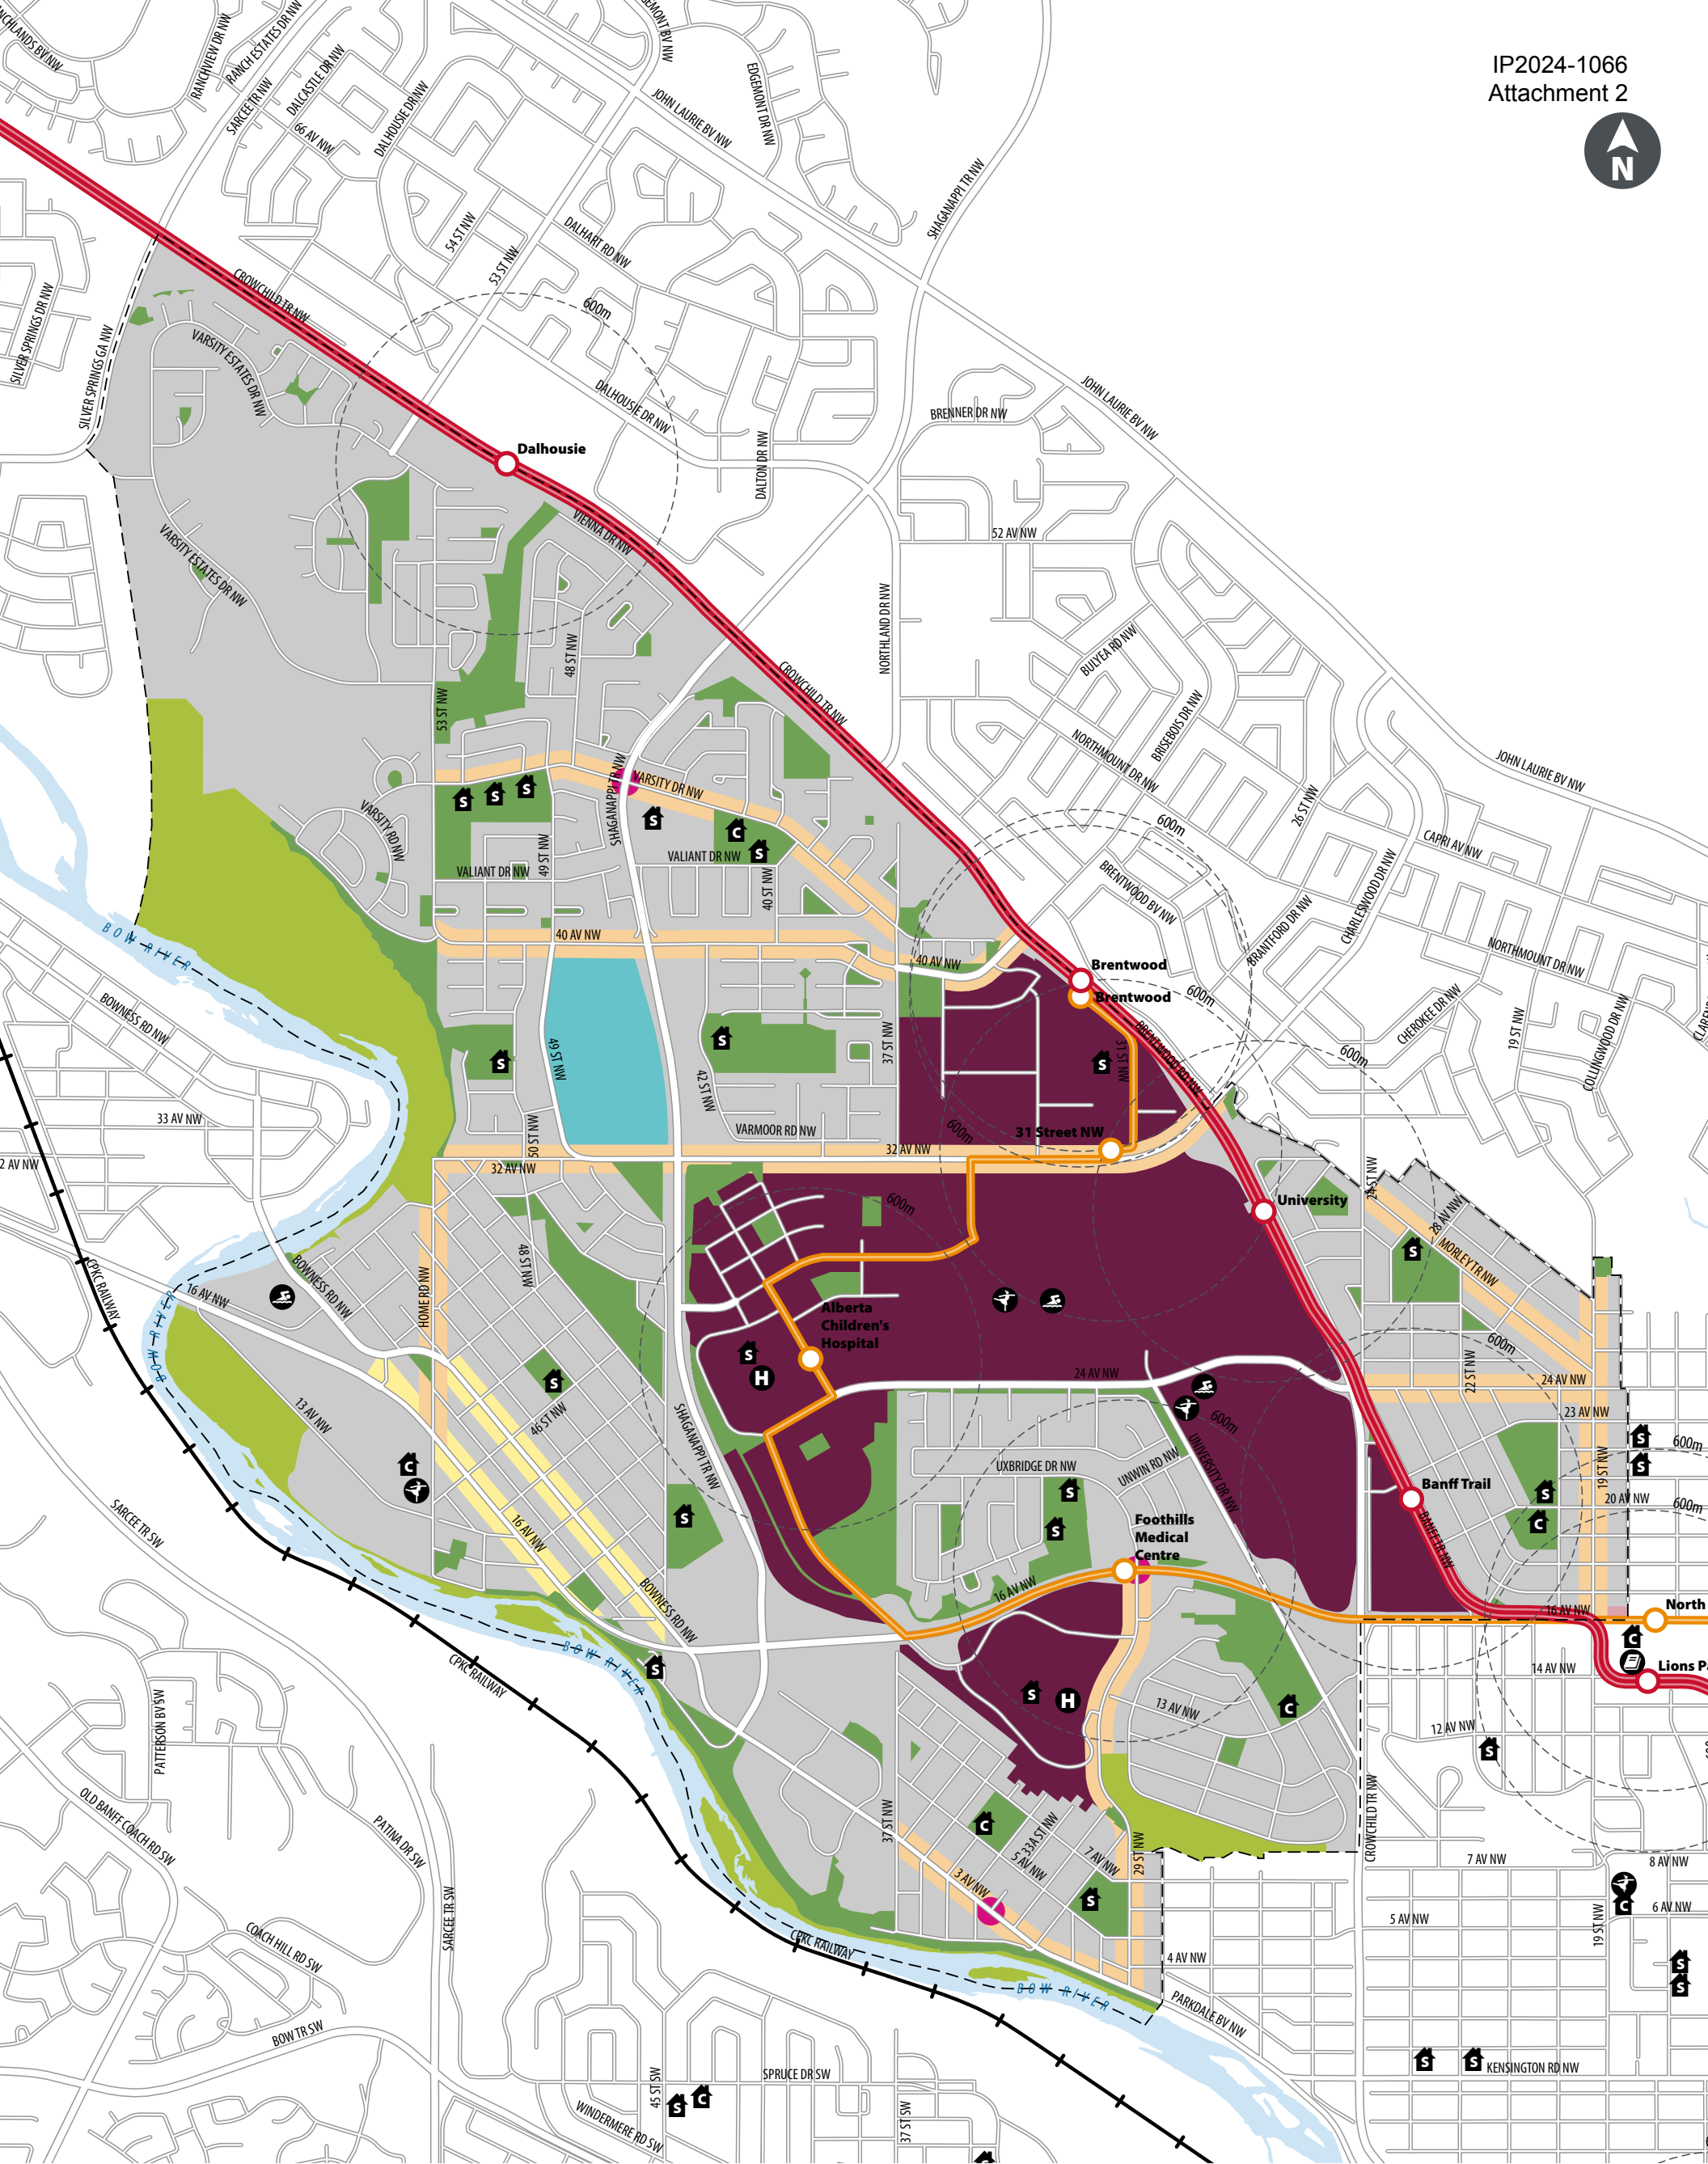 IP2024-1066
Attachment 2
N
RANCHVIEW DR NW
RANCH ESTATES DR NW
SARCEE TR NW
DALCASTLE DR NW
66 AV NW
DALHOUSIE DR NW
EDGEMONT DR NW
JOHN LAURIE BV NW
SHAGANAPPI TR NW
54 ST NW
53 ST NW
DALHART RD NW
SILVER SPRINGS DR NW
SILVER SPRINGS GA NW
CROWCHILD TR NW
600m
VARSITY ESTATES DR NW
DALHOUSIE DR NW
JOHN LAURIE BV NW
BRENNER DR NW
Dalhousie
DALTON DR NW
VIENNA DR NW
52 AV NW
VARSITY ESTATES DR NW
NORTHLAND DR NW
48 ST NW
BULYEA RD NW
53 ST NW
CROWCHILD TR NW
BRISEBOIS DR NW
NORTHMOUNT DR NW
JOHN LAURIE BV NW
SHAGANAPPI TR NW
VARSITY DR NW
26 ST NW
600m
VARSITY RD NW
S
S
S
S
C
S
CAPRI AV NW
VALIANT DR NW
49 ST NW
VALIANT DR NW
40 ST NW
BRENTWOOD BV NW
CHARLESWOOD DR NW
BRANTFORD DR NW
BOW RIVER
40 AV NW
40 AV NW
NORTHMOUNT DR NW
Brentwood
Brentwood
600m
BOWNESS RD NW
CHEROKEE DR NW
19 ST NW
COLLINGWOOD DR NW
S
49 ST NW
S
42 ST NW
37 ST NW
S
31 ST NW
BRENTWOOD RD NW
600m
33 AV NW
50 ST NW
VARMOOR RD NW
600m
31 Street NW
32 AV NW
32 AV NW
24 ST NW
University
600m
28 AV NW
MORLEY TR NW
S
48 ST NW
CPKC RAILWAY
16 AV NW
BOWNESS RD NW
HOME RD NW
BOW RIVER
Alberta
Children's
Hospital
600m
S
H
24 AV NW
22 ST NW
24 AV NW
23 AV NW
13 AV NW
S
46 ST NW
SHAGANAPPI TR NW
UNIVERSITY DR NW
600m
S
S
600m
19 ST NW
C
UXBRIDGE DR NW
UNWIN RD NW
S
S
Banff Trail
BANFF TR NW
S
C
20 AV NW
600m
SARCEE TR SW
16 AV NW
S
Foothills
Medical
Centre
16 AV NW
BOWNESS RD NW
16 AV NW
North
C
14 AV NW
BOW RIVER
S
CPKC RAILWAY
S
H
13 AV NW
C
12 AV NW
S
PATTERSON BV SW
OLD BANFF COACH RD SW
PATINA DR SW
37 ST NW
C
33A ST NW
5 AV NW
7 AV NW
29 ST NW
CROWCHILD TR NW
7 AV NW
8 AV NW
3 AV NW
S
C
6 AV NW
5 AV NW
19 ST NW
SARCEE TR SW
COACH HILL RD SW
CPKC RAILWAY
4 AV NW
S
S
BOW RIVER
PARKDALE BV NW
BOW TR SW
45 ST SW
SPRUCE DR SW
S
S
KENSINGTON RD NW
S
C
WINDERMERE RD SW
37 ST SW